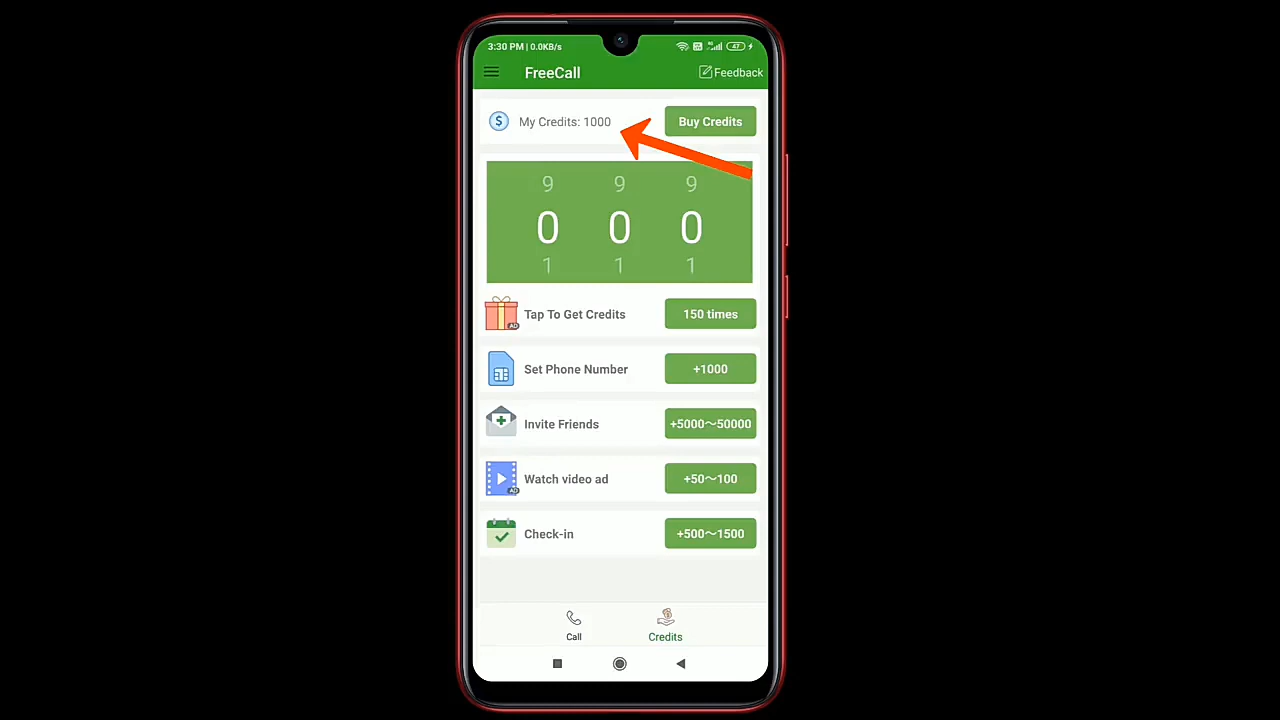 3:30 PM | 0.0KB/s
47
FreeCall
Feedback
$ My Credits: 1000
Buy Credits
9 9 9
0 0 0
1 1 1
AD
Tap To Get Credits
150 times
Set Phone Number
+1000
Invite Friends
+5000～50000
AD
Watch video ad
+50～100
Check-in
+500～1500
Call
Credits